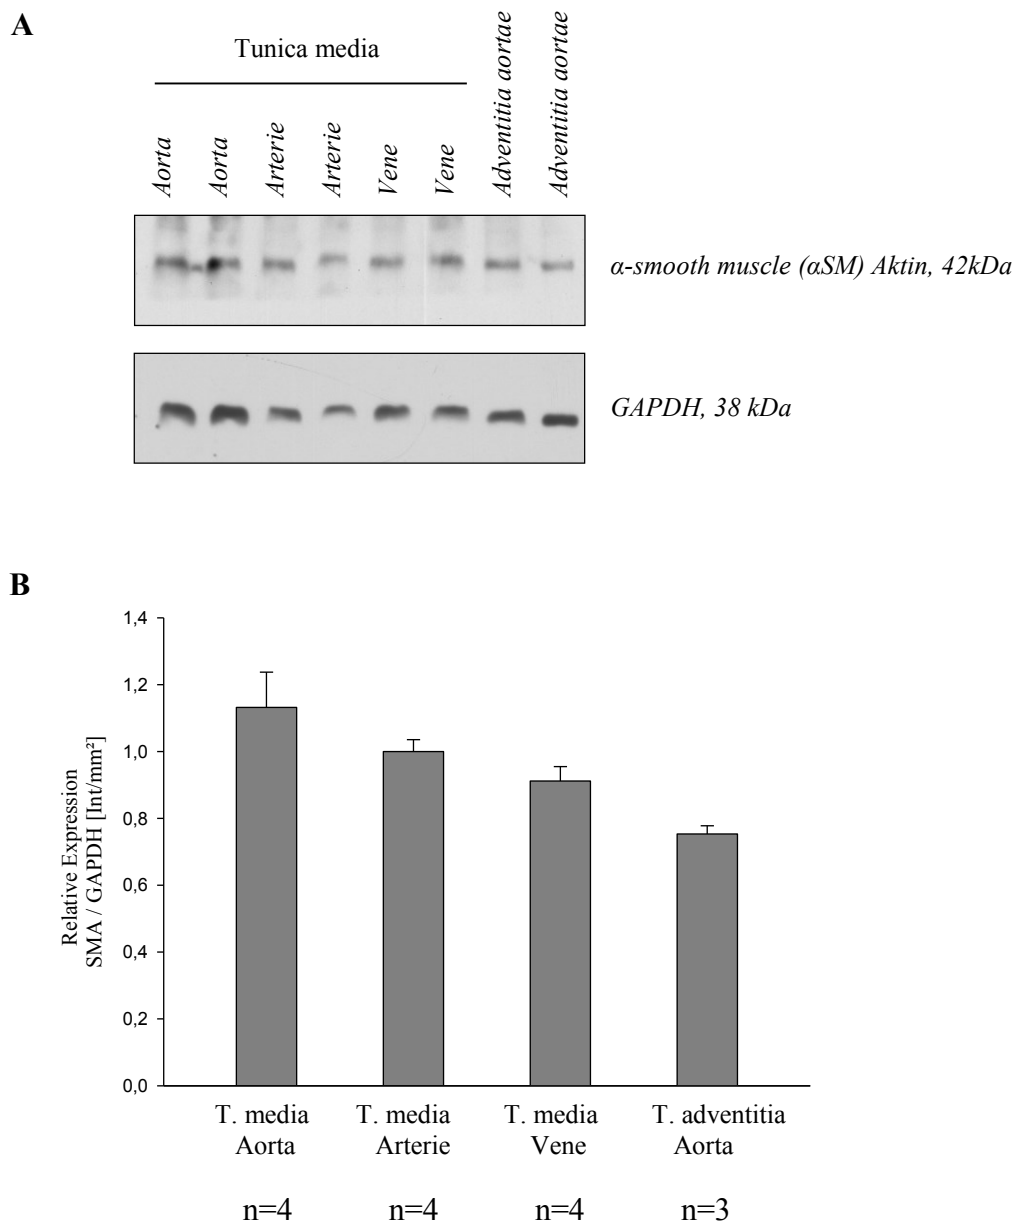 A
Tunica media
Aorta
Aorta
Arterie
Arterie
Vene
Vene
Adventitia aortae
Adventitia aortae
α-smooth muscle (αSM) Aktin, 42kDa
GAPDH, 38 kDa
B
Relative Expression
SMA / GAPDH [Int/mm²]
1,4
1,2
1,0
0,8
0,6
0,4
0,2
0,0
T. media T. media T. media T. adventitia
Aorta Arterie Vene Aorta
n=4 n=4 n=4 n=3